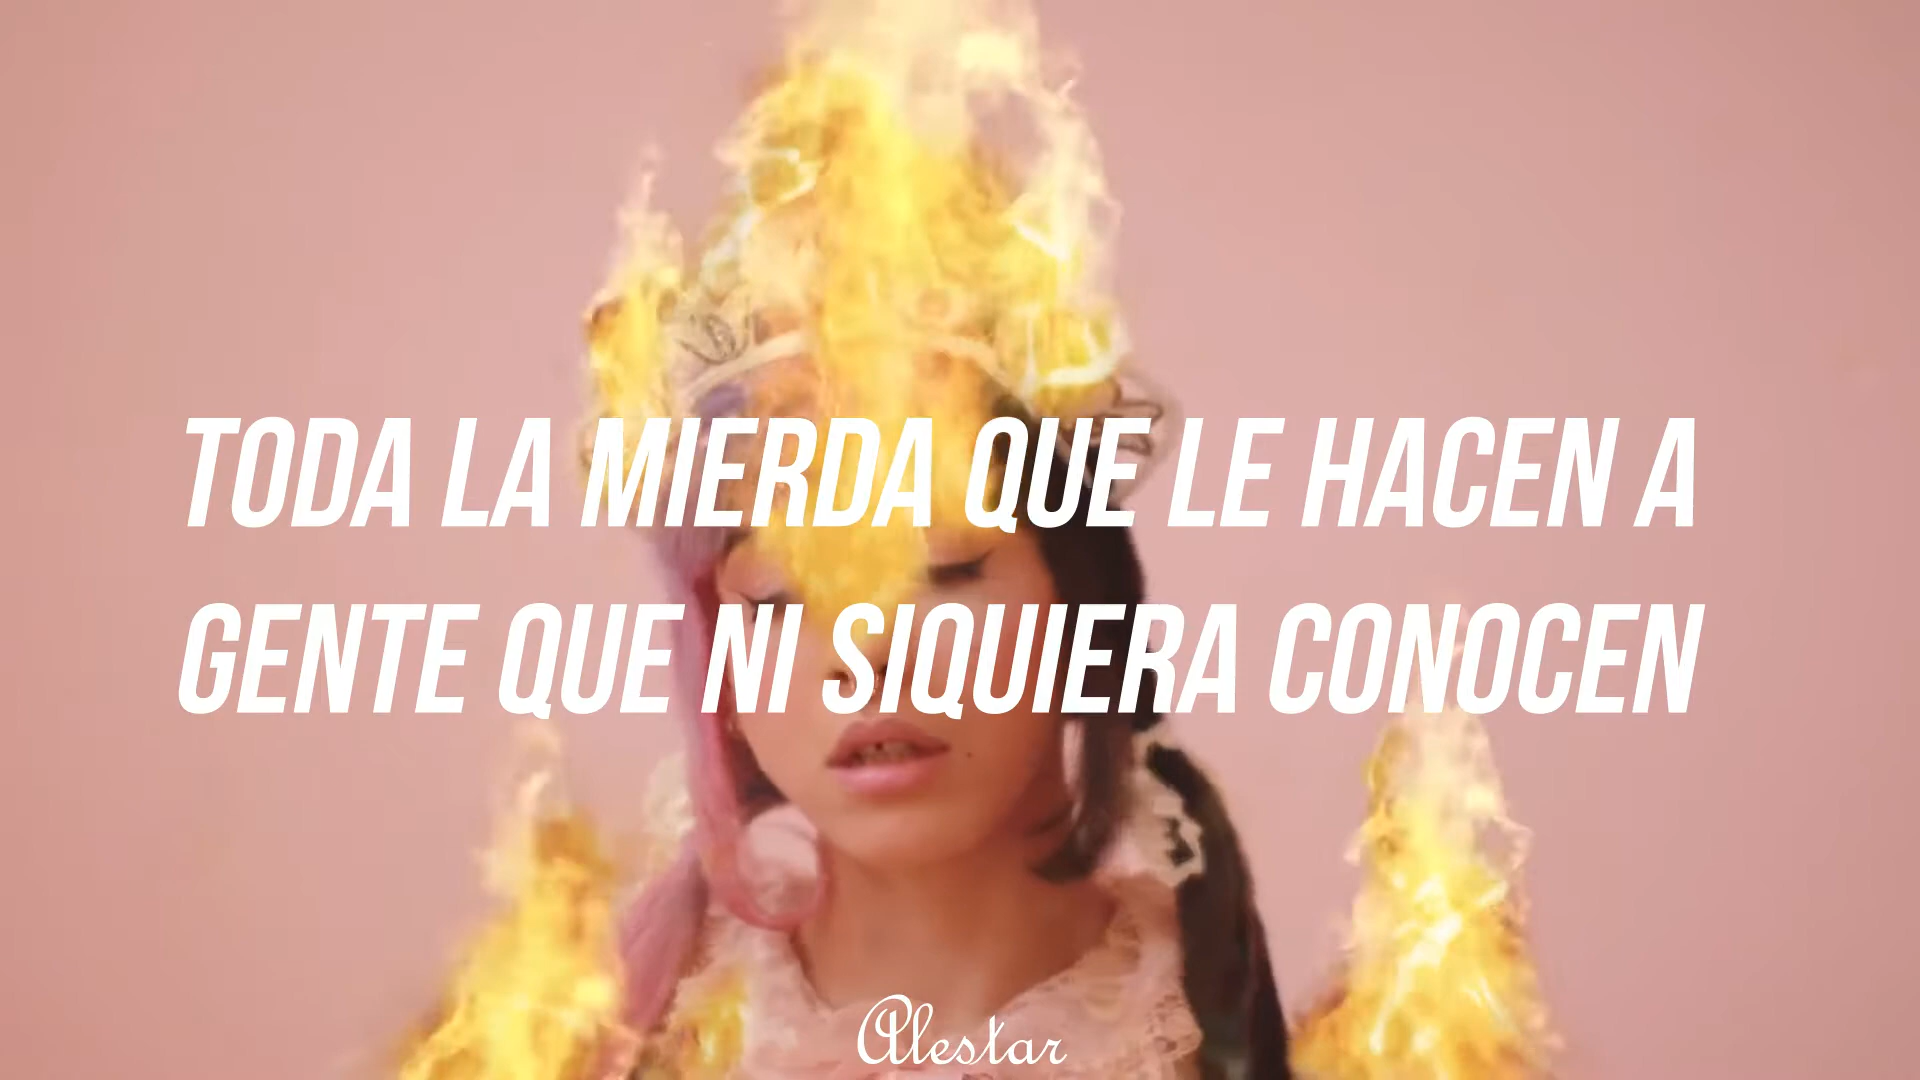 TODA LA MIERDA QUE LE HACEN A
GENTE QUE NI SIQUIERA CONOCEN
Alestar